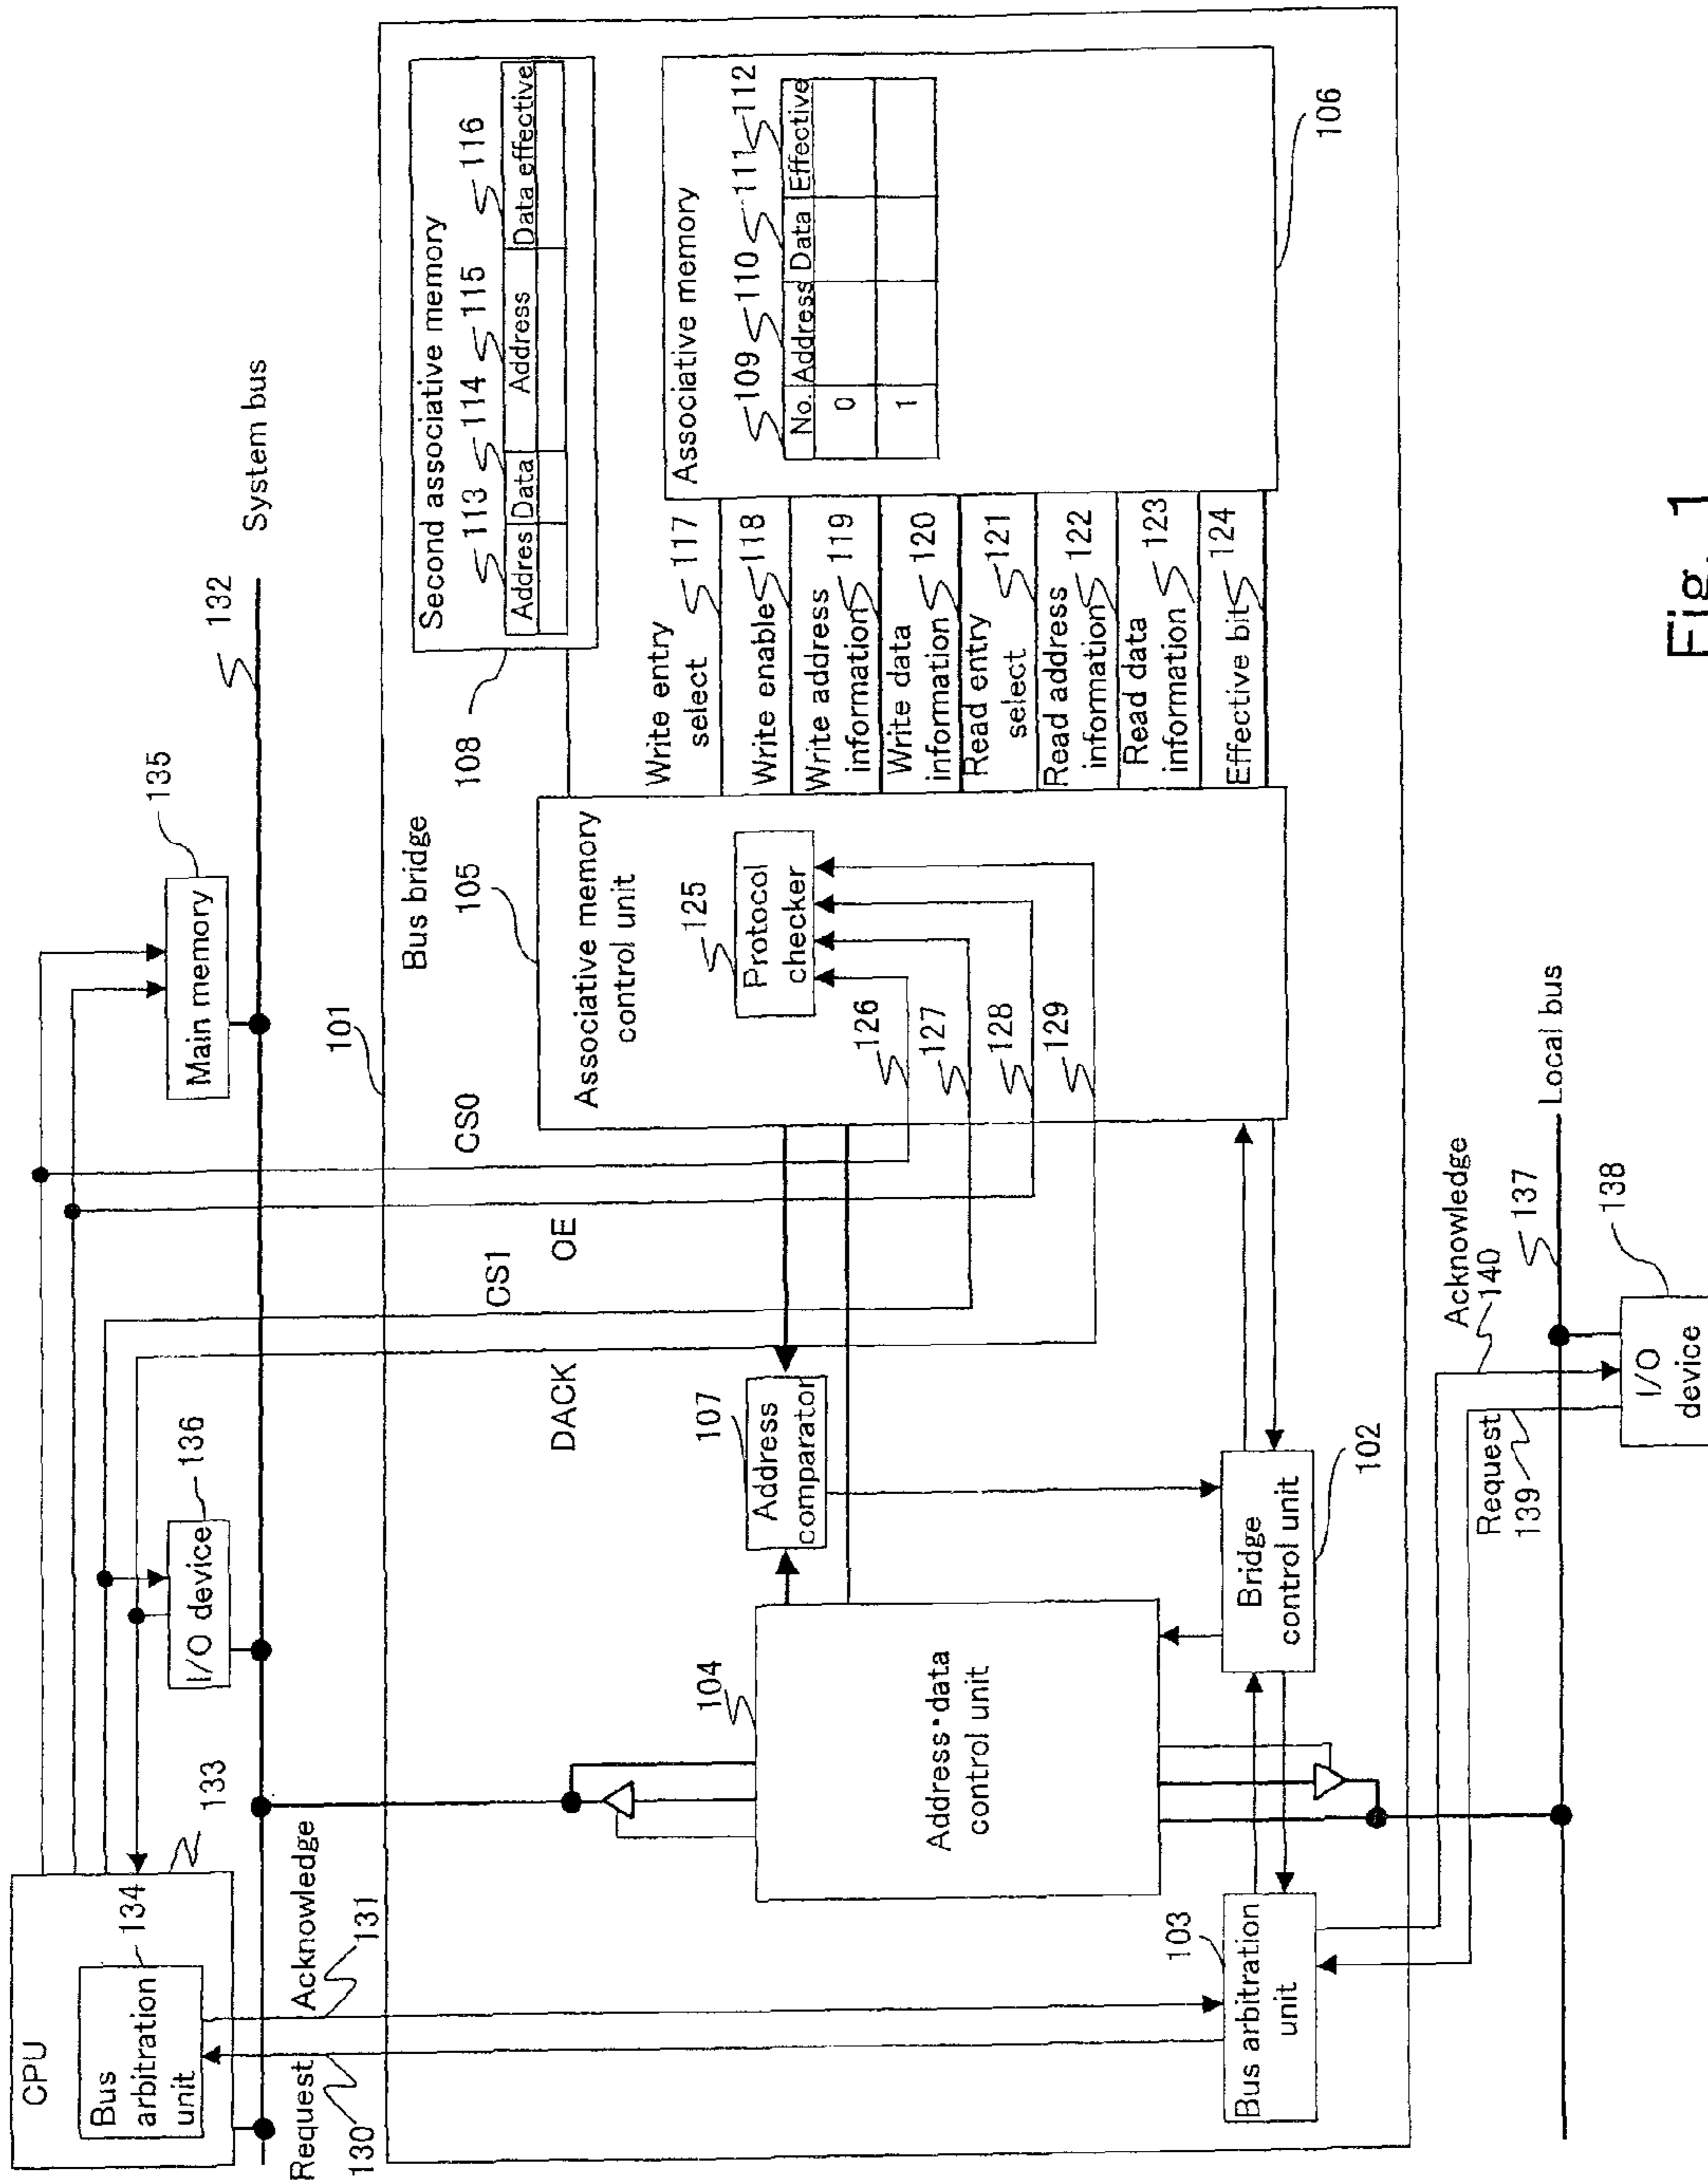 CPU
Bus
arbitration
unit
134
133
I/O device
136
Main memory
135
132
System bus
Request
130
Acknowledge
131
101
Bus bridge
DACK
CS1
OE
CS0
108
Second associative memory
113
114
115
116
Addres
Data
Address
Data effective
105
Associative memory
control unit
125
Protocol
checker
126
127
128
129
Write entry
select
117
Write enable
118
Write address
information
119
Write data
information
120
Read entry
select
121
Read address
information
122
Read data
information
123
Effective bit
124
Associative memory
109
110
111
112
No.
Address
Data
Effective
0
1
106
107
Address
comparator
104
Address·data
control unit
Bridge
control unit
102
103
Bus arbitration
unit
Request
139
Acknowledge
140
137
Local bus
138
I/O
device
Fig. 1